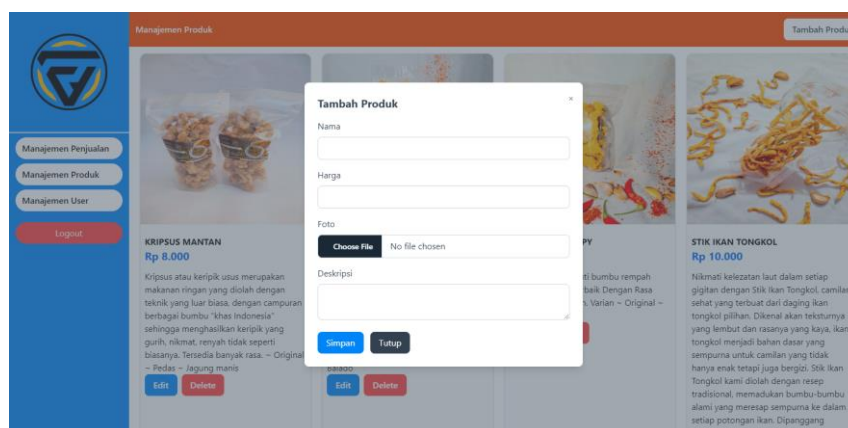 Manajemen Produk
Tambah Produ
Manajemen Penjualan
Manajemen Produk
Manajemen User
Logout
KRIPSUS MANTAN
Rp 8.000
Kripsus atau keripik usus merupakan
makanan ringan yang diolah dengan
teknik yang luar biasa, dengan campuran
berbagai bumbu "khas Indonesia"
sehingga menghasilkan keripik yang
gurih, nikmat, renyah tidak seperti
biasanya. Tersedia banyak rasa. ~ Original
~ Pedas ~ Jagung manis
Edit Delete
Tambah Produk
×
Nama
Harga
Foto
Choose File No file chosen
Deskripsi
Simpan Tutup
Balado
Edit Delete
PY
ti bumbu rempah
baik Dengan Rasa
Varian ~ Original ~
STIK IKAN TONGKOL
Rp 10.000
Nikmati kelezatan laut dalam setiap
gigitan dengan Stik Ikan Tongkol, camilan
sehat yang terbuat dari daging ikan
tongkol pilihan. Dikenal akan teksturnya
yang lembut dan rasanya yang kaya, ikan
tongkol menjadi bahan dasar yang
sempurna untuk camilan yang tidak
hanya enak tetapi juga bergizi. Stik Ikan
Tongkol kami diolah dengan resep
tradisional, memadukan bumbu-bumbu
alami yang meresap sempurna ke dalam
setiap potongan ikan. Dipanggang